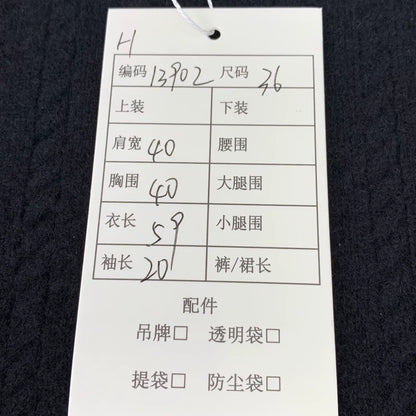 H
编码 13902 尺码 36
上装 下装
肩宽 40 腰围
胸围 40 大腿围
衣长 59 小腿围
袖长 20 裤/裙长
配件
吊牌□ 透明袋□
提袋□ 防尘袋□